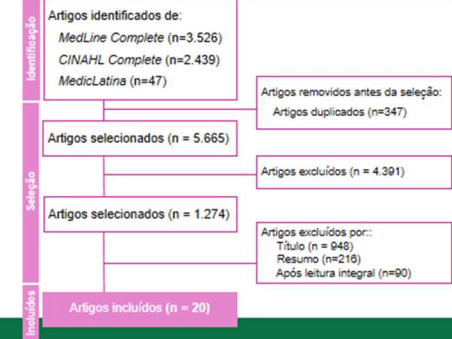 Identificação
Artigos identificados de:
MedLine Complete (n=3.526)
CINAHL Complete (n=2.439)
MedicLatina (n=47)
Artigos removidos antes da seleção:
Artigos duplicados (n=347)
Seleção
Artigos selecionados (n = 5.665)
Artigos excluídos (n = 4.391)
Artigos selecionados (n = 1.274)
Artigos excluídos por::
Título (n = 948)
Resumo (n=216)
Após leitura integral (n=90)
Incluídos
Artigos incluídos (n = 20)